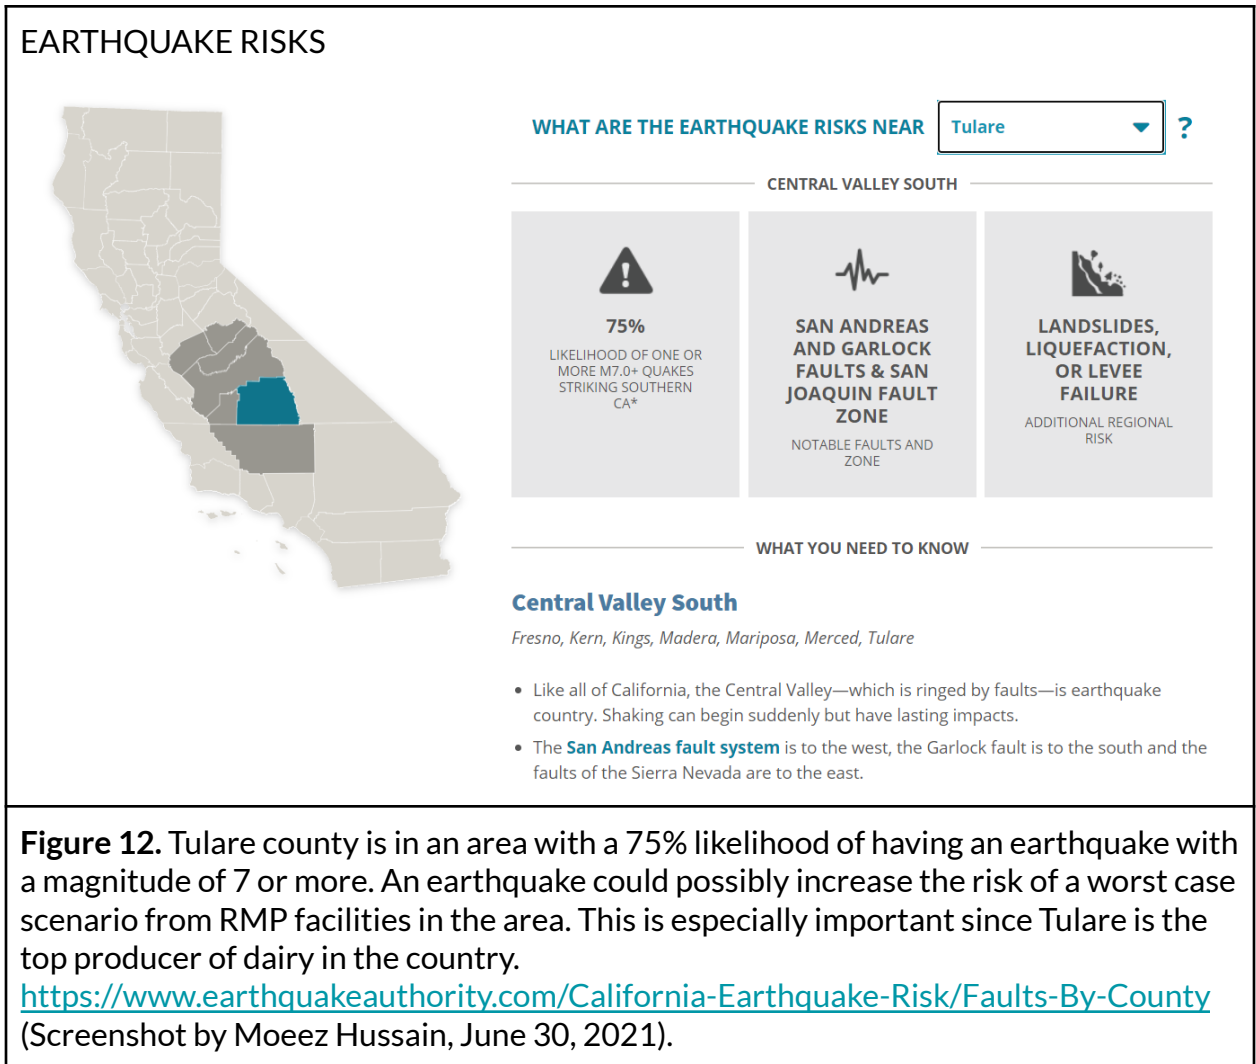 EARTHQUAKE RISKS
WHAT ARE THE EARTHQUAKE RISKS NEAR Tulare ?
CENTRAL VALLEY SOUTH
75%
LIKELIHOOD OF ONE OR
MORE M7.0+ QUAKES
STRIKING SOUTHERN
CA*
SAN ANDREAS
AND GARLOCK
FAULTS & SAN
JOAQUIN FAULT
ZONE
NOTABLE FAULTS AND
ZONE
LANDSLIDES,
LIQUEFACTION,
OR LEVEE
FAILURE
ADDITIONAL REGIONAL
RISK
WHAT YOU NEED TO KNOW
Central Valley South
Fresno, Kern, Kings, Madera, Mariposa, Merced, Tulare
• Like all of California, the Central Valley—which is ringed by faults—is earthquake
country. Shaking can begin suddenly but have lasting impacts.
• The San Andreas fault system is to the west, the Garlock fault is to the south and the
faults of the Sierra Nevada are to the east.
Figure 12. Tulare county is in an area with a 75% likelihood of having an earthquake with
a magnitude of 7 or more. An earthquake could possibly increase the risk of a worst case
scenario from RMP facilities in the area. This is especially important since Tulare is the
top producer of dairy in the country.
https://www.earthquakeauthority.com/California-Earthquake-Risk/Faults-By-County
(Screenshot by Moeez Hussain, June 30, 2021).